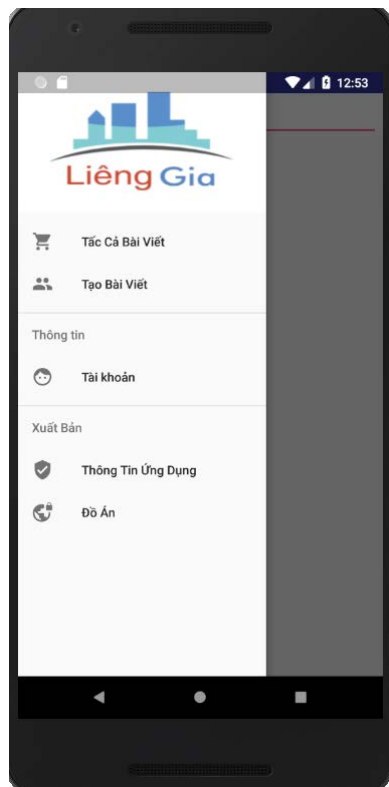 12:53
Liêng Gia
Tấc Cả Bài Viết
Tạo Bài Viết
Thông tin
Tài khoản
Xuất Bản
Thông Tin Ứng Dụng
Đồ Án